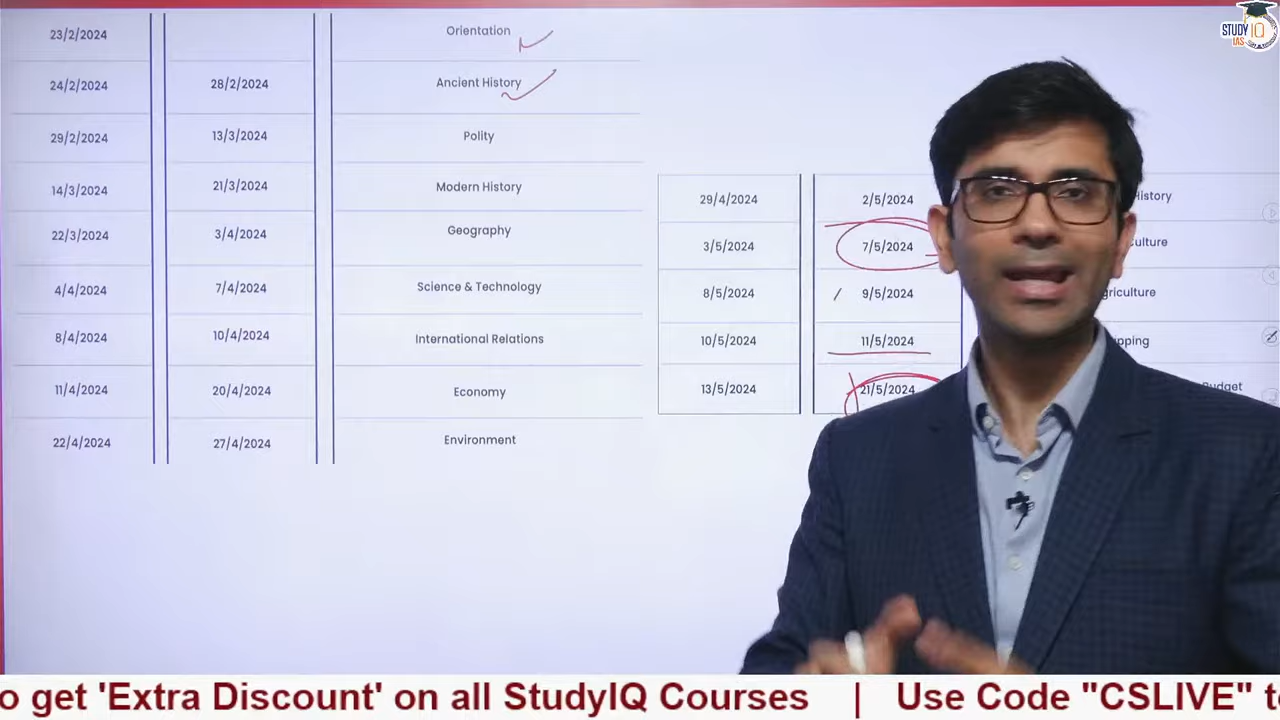 23/2/2024 Orientation
24/2/2024 28/2/2024 Ancient History
29/2/2024 13/3/2024 Polity
14/3/2024 21/3/2024 Modern History
22/3/2024 3/4/2024 Geography
4/4/2024 7/4/2024 Science & Technology
8/4/2024 10/4/2024 International Relations
11/4/2024 20/4/2024 Economy
22/4/2024 27/4/2024 Environment
29/4/2024 2/5/2024 History
3/5/2024 7/5/2024 ulture
8/5/2024 9/5/2024 griculture
10/5/2024 11/5/2024 pping
13/5/2024 21/5/2024 udget
STUDY IQ
IAS
o get 'Extra Discount' on all StudyIQ Courses | Use Code "CSLIVE" t